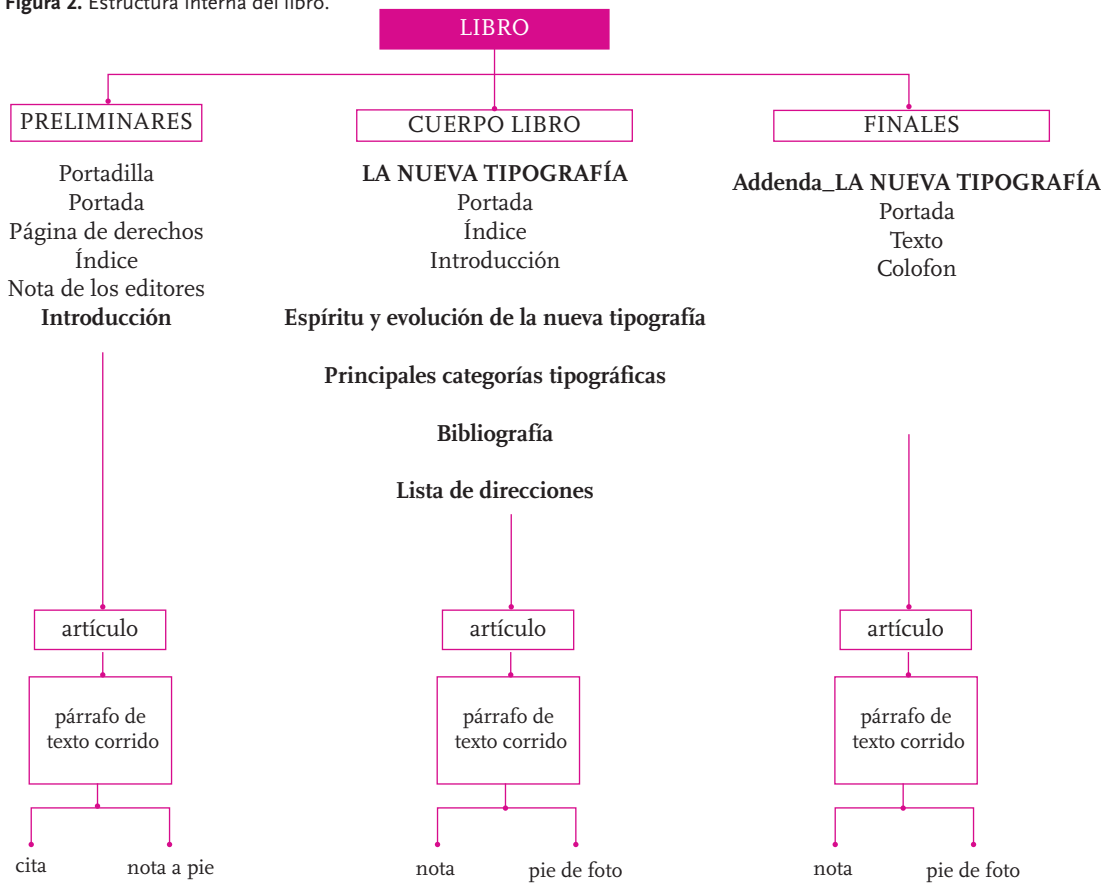 Figura 2. Estructura interna del libro.
LIBRO
PRELIMINARES
Portadilla
Portada
Página de derechos
Índice
Nota de los editores
Introducción
artículo
párrafo de
texto corrido
cita
nota a pie
CUERPO LIBRO
LA NUEVA TIPOGRAFÍA
Portada
Índice
Introducción
Espíritu y evolución de la nueva tipografía
Principales categorías tipográficas
Bibliografía
Lista de direcciones
artículo
párrafo de
texto corrido
nota
pie de foto
FINALES
Addenda_LA NUEVA TIPOGRAFÍA
Portada
Texto
Colofon
artículo
párrafo de
texto corrido
nota
pie de foto